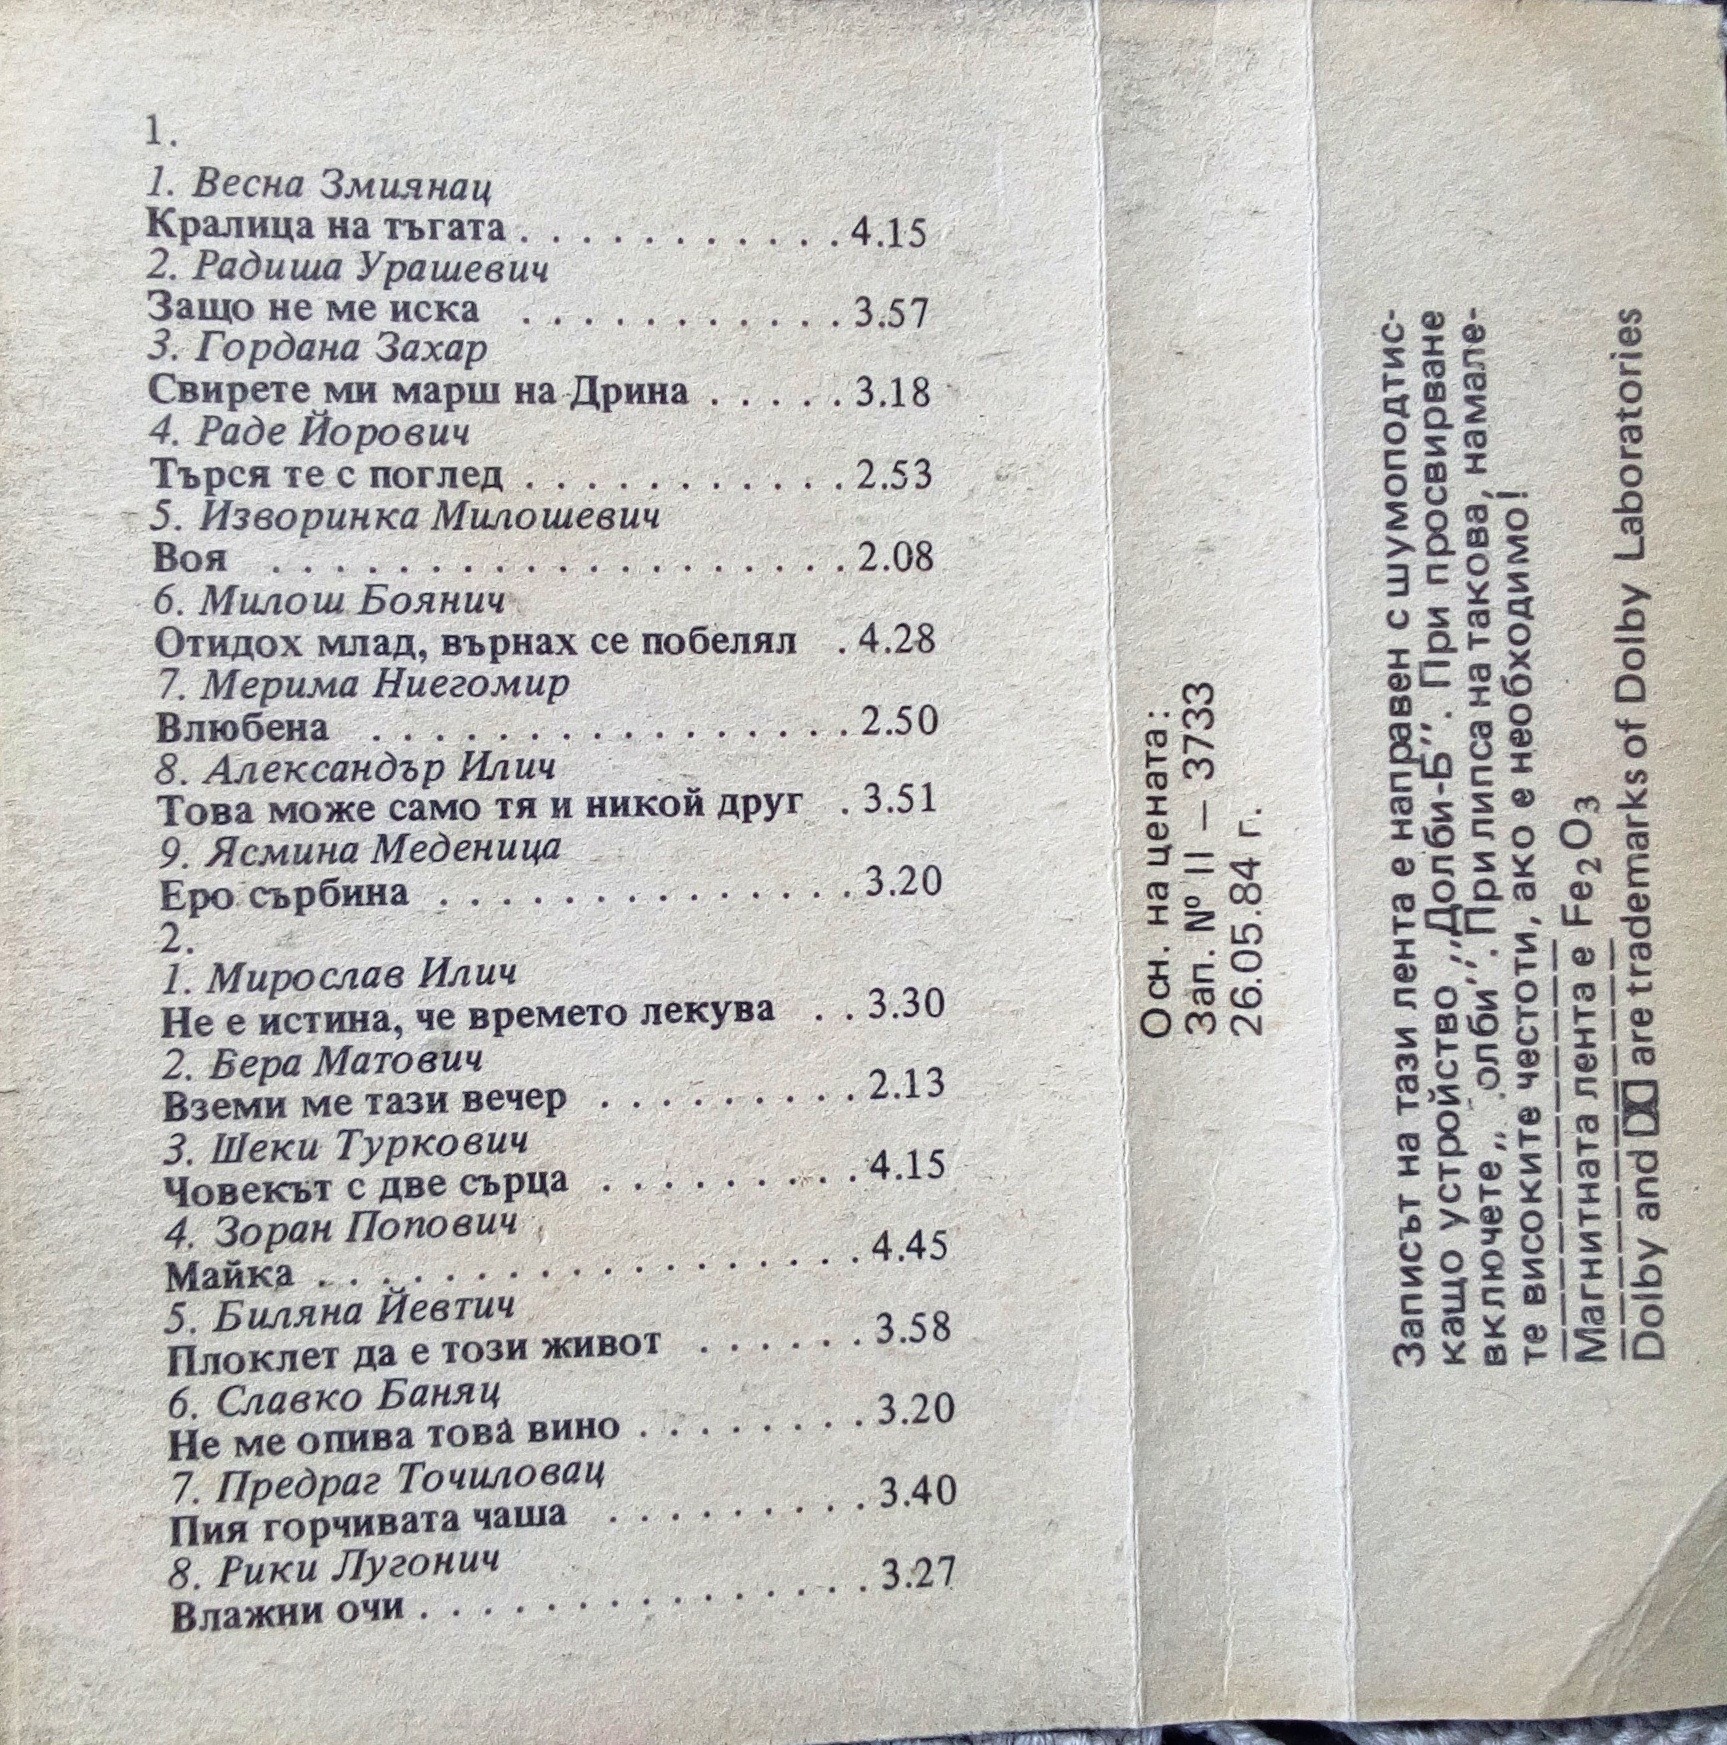 1.
1. Весна Змиянац
Кралица на тъгата . . . . . . . . . . . 4.15
2. Радиша Урашевич
Защо не ме иска . . . . . . . . . . . 3.57
3. Гордана Захар
Свирете ми марш на Дрина . . . . . 3.18
4. Раде Йорович
Търся те с поглед . . . . . . . . . . . 2.53
5. Изворинка Милошевич
Воя . . . . . . . . . . . . . . . . . . . 2.08
6. Милош Боянич
Отидох млад, върнах се побелял . 4.28
7. Мерима Ниегомир
Влюбена . . . . . . . . . . . . . . . . 2.50
8. Александър Илич
Това може само тя и никой друг . 3.51
9. Ясмина Меденица
Еро сърбина . . . . . . . . . . . . . . 3.20
2.
1. Мирослав Илич
Не е истина, че времето лекува . . 3.30
2. Бера Матович
Вземи ме тази вечер . . . . . . . . . 2.13
3. Шеки Туркович
Човекът с две сърца . . . . . . . . . 4.15
4. Зоран Попович
Майка . . . . . . . . . . . . . . . . . . 4.45
5. Биляна Йевтич
Плоклет да е този живот . . . . . . 3.58
6. Славко Баняц
Не ме опива това вино . . . . . . . . 3.20
7. Предраг Точиловац
Пия горчивата чаша . . . . . . . . . 3.40
8. Рики Лугонич
Влажни очи . . . . . . . . . . . . . . . 3.27
Осн. на цената:
Зап. № II – 3733
26.05.84 г.
Записът на тази лента е направен с шумоподтис-
кащо устройство ,,Долби-Б''. При просвирване
включете,, олби''. При липса на такова, намале-
те високите честоти, ако е необходимо!
Магнитната лента е Fe2O3
Dolby and are trademarks of Dolby Laboratories